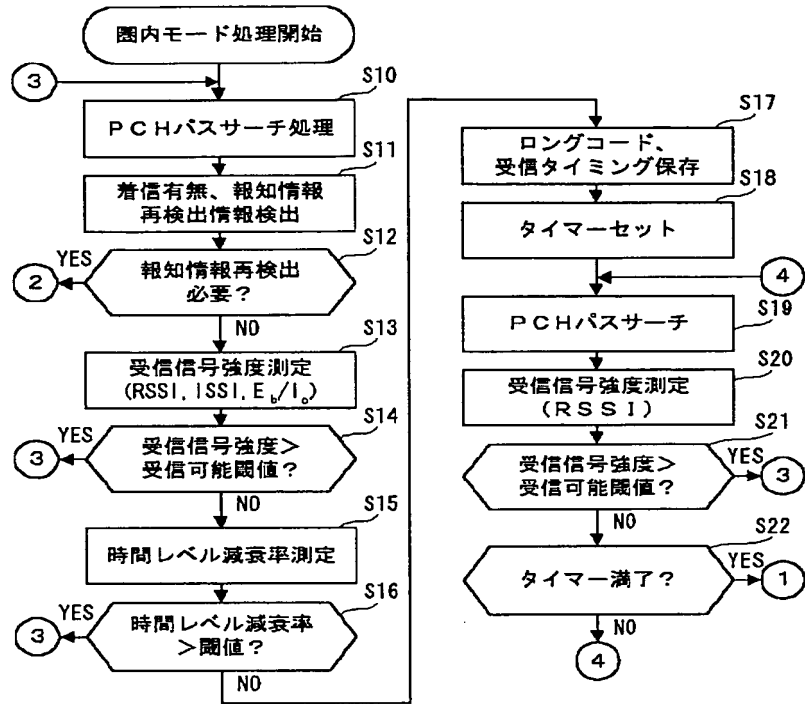 圏内モード処理開始
③
S10
PCHパスサーチ処理
S11
着信有無、報知情報
再検出情報検出
S12
YES
②
報知情報再検出
必要？
NO
S13
受信信号強度測定
(RSSI, ISSI, Eb/Io)
S14
YES
③
受信信号強度＞
受信可能閾値？
NO
S15
時間レベル減衰率測定
S16
YES
③
時間レベル減衰率
＞閾値？
NO
S17
ロングコード、
受信タイミング保存
S18
タイマーセット
④
S19
PCHパスサーチ
S20
受信信号強度測定
(RSSI)
S21
受信信号強度＞
受信可能閾値？
YES
③
NO
S22
タイマー満了？
YES
①
NO
④